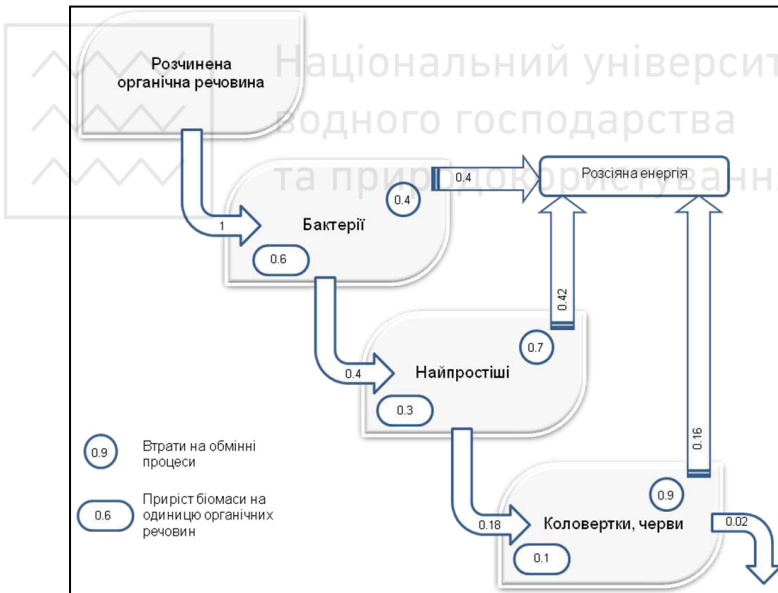 Національний університ
водного господарства
та природокористуванн
Розчинена
органічна речовина
0.4
Розсіяна енергія
0.4
1
Бактерії
0.6
0.42
0.7
0.4
Найпростіші
0.3
0.16
0.9
Втрати на обмінні
процеси
0.6
Приріст біомаси на
одиницю органічних
речовин
0.9
0.18
Коловертки, черви
0.02
0.1